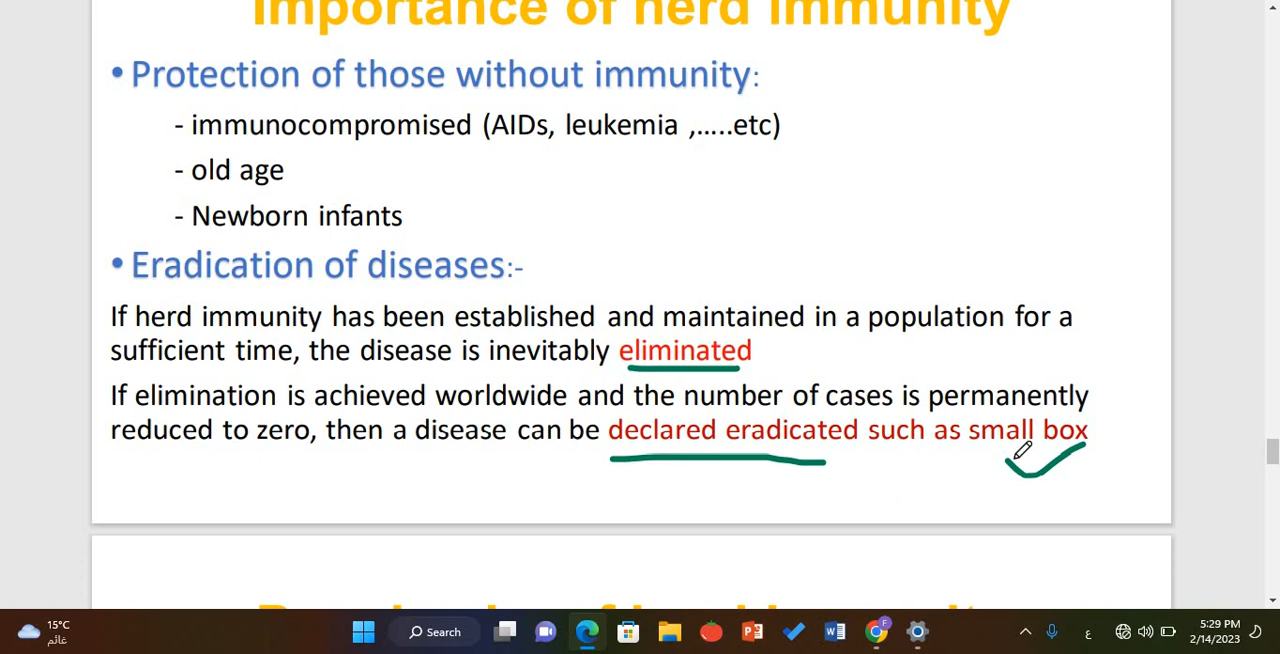 Importance of herd immunity
• Protection of those without immunity:
- immunocompromised (AIDs, leukemia ,.....etc)
- old age
- Newborn infants
• Eradication of diseases:-
If herd immunity has been established and maintained in a population for a
sufficient time, the disease is inevitably eliminated
If elimination is achieved worldwide and the number of cases is permanently
reduced to zero, then a disease can be declared eradicated such as small box
15°C
غائم
Search
ع
5:29 PM
2/14/2023